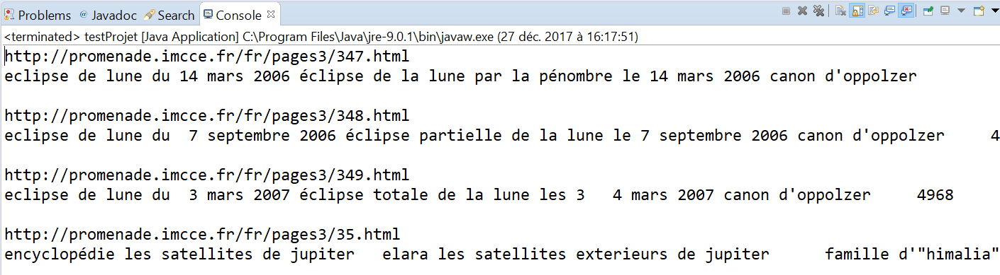 Problems @ Javadoc Search Console
<terminated> testProjet [Java Application] C:\Program Files\Java\jre-9.0.1\bin\javaw.exe (27 déc. 2017 à 16:17:51)
http://promenade.imcce.fr/fr/pages3/347.html
eclipse de lune du 14 mars 2006 éclipse de la lune par la pénombre le 14 mars 2006 canon d'oppolzer
http://promenade.imcce.fr/fr/pages3/348.html
eclipse de lune du  7 septembre 2006 éclipse partielle de la lune le 7 septembre 2006 canon d'oppolzer     4
http://promenade.imcce.fr/fr/pages3/349.html
eclipse de lune du  3 mars 2007 éclipse totale de la lune les 3   4 mars 2007 canon d'oppolzer     4968
http://promenade.imcce.fr/fr/pages3/35.html
encyclopédie les satellites de jupiter   elara les satellites exterieurs de jupiter      famille d'"himalia"